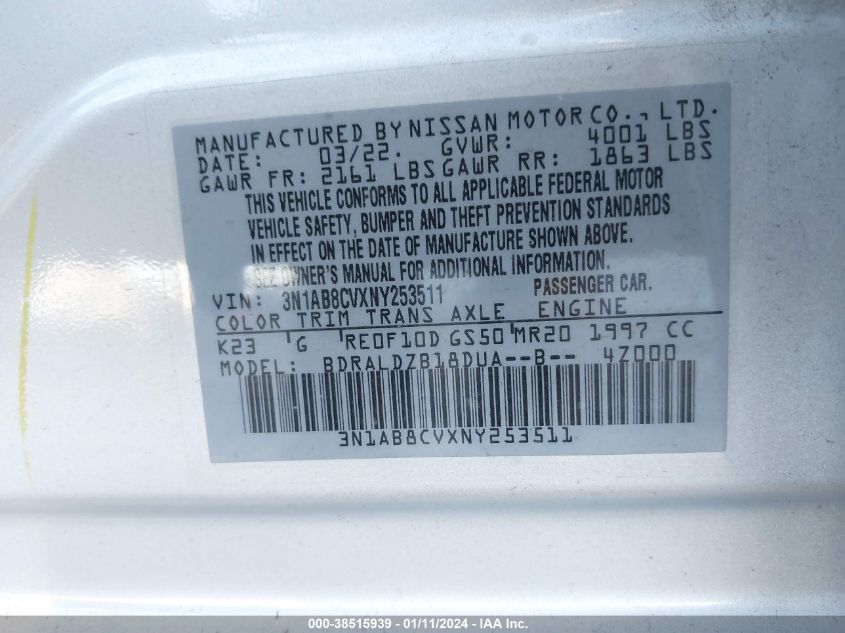 MANUFACTURED BY NISSAN MOTOR CO., LTD.
DATE: 03/22. GVWR: 4001 LBS
GAWR FR: 2161 LBS GAWR RR: 1863 LBS
THIS VEHICLE CONFORMS TO ALL APPLICABLE FEDERAL MOTOR
VEHICLE SAFETY, BUMPER AND THEFT PREVENTION STANDARDS
IN EFFECT ON THE DATE OF MANUFACTURE SHOWN ABOVE.
SEE OWNER'S MANUAL FOR ADDITIONAL INFORMATION.
VIN: 3N1AB8CVXNY253511 PASSENGER CAR.
COLOR TRIM TRANS AXLE ENGINE
K23 G RE0F10D GS50 MR20 1997 CC
MODEL: BDRALDZB18DUA--B-- 4Z000
3N1AB8CVXNY253511
000-38515939 - 01/11/2024 - IAA Inc.